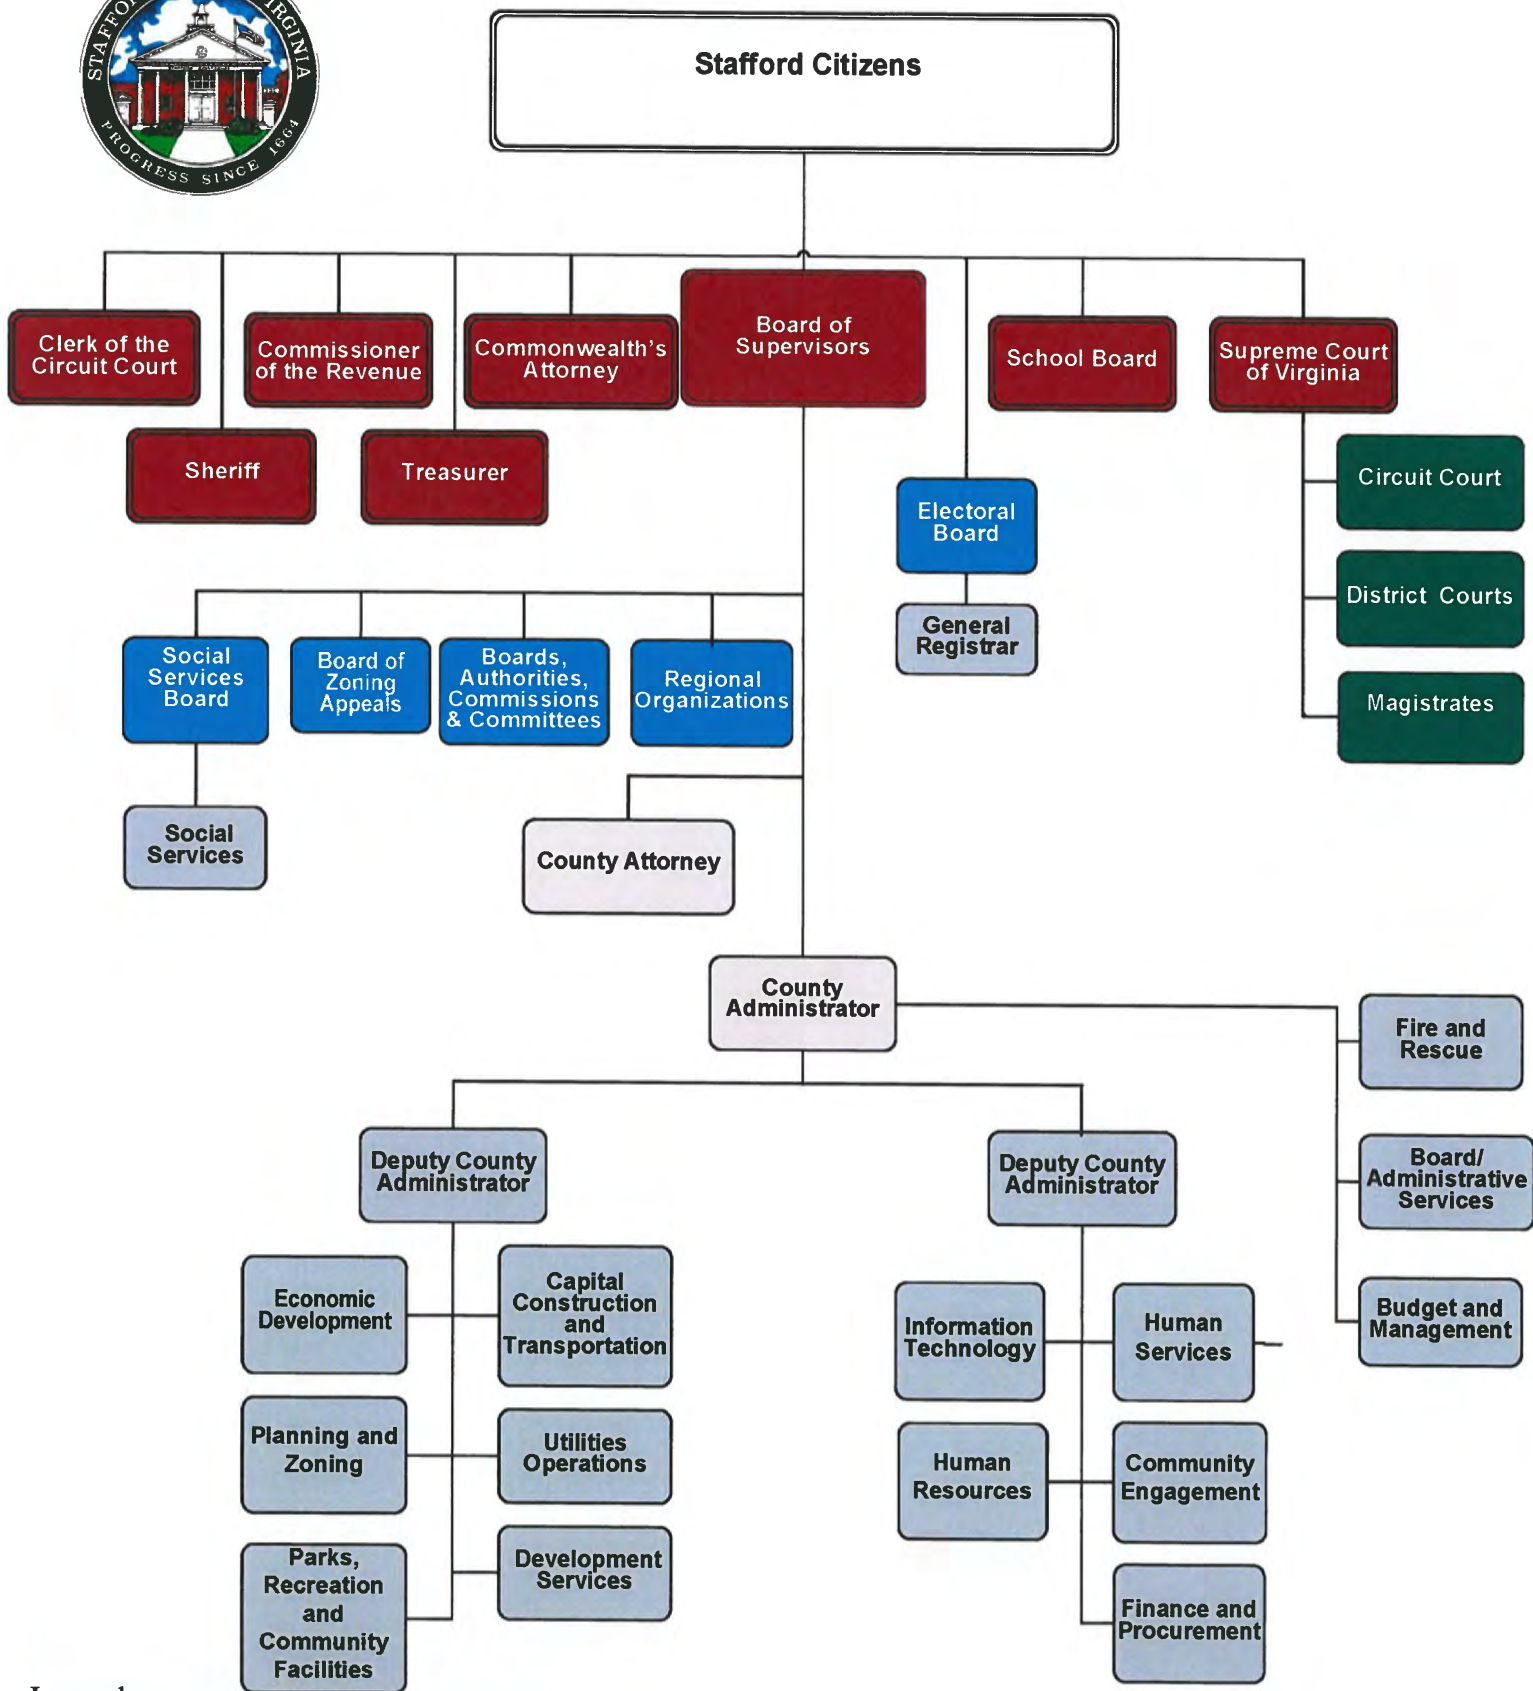 VIRGINIA
PROGRESS SINCE 1664
Stafford Citizens
Clerk of the
Circuit Court
Commissioner
of the Revenue
Commonwealth's
Attorney
Board of
Supervisors
School Board
Supreme Court
of Virginia
Sheriff
Treasurer
Circuit Court
Electoral
Board
District Courts
General
Registrar
Magistrates
Social
Services
Board
Board of
Zoning
Appeals
Boards,
Authorities,
Commissions
& Committees
Regional
Organizations
Social
Services
County Attorney
County
Administrator
Fire and
Rescue
Board/
Administrative
Services
Budget and
Management
Deputy County
Administrator
Deputy County
Administrator
Economic
Development
Capital
Construction
and
Transportation
Planning and
Zoning
Utilities
Operations
Parks,
Recreation
and
Community
Facilities
Development
Services
Information
Technology
Human
Services
Human
Resources
Community
Engagement
Finance and
Procurement